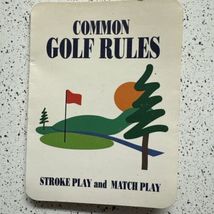 COMMON
GOLF RULES
STROKE PLAY and MATCH PLAY